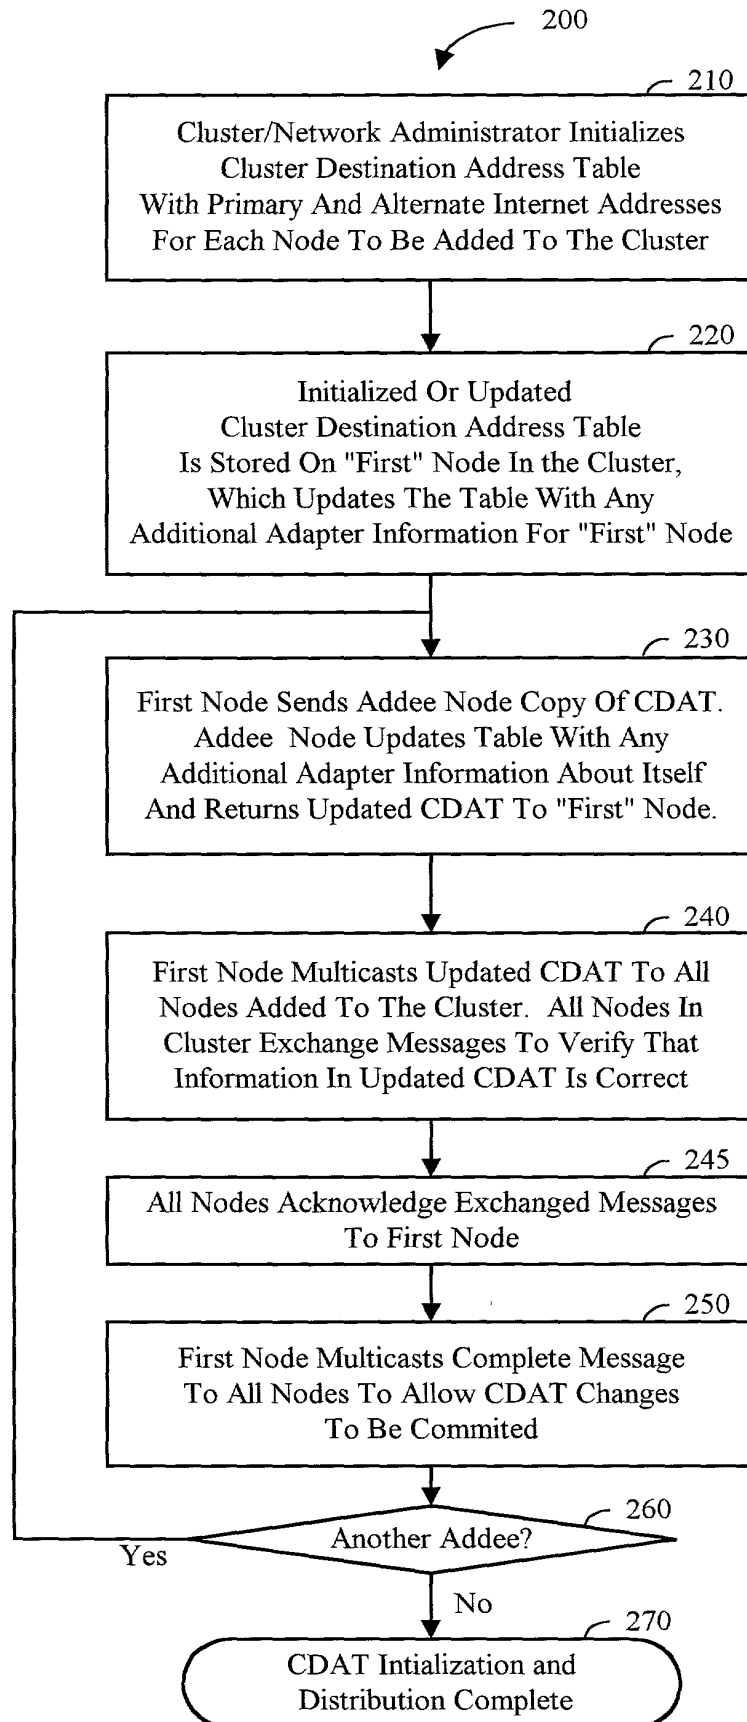 200
210
Cluster/Network Administrator Initializes
Cluster Destination Address Table
With Primary And Alternate Internet Addresses
For Each Node To Be Added To The Cluster
220
Initialized Or Updated
Cluster Destination Address Table
Is Stored On "First" Node In the Cluster,
Which Updates The Table With Any
Additional Adapter Information For "First" Node
230
First Node Sends Addee Node Copy Of CDAT.
Addee Node Updates Table With Any
Additional Adapter Information About Itself
And Returns Updated CDAT To "First" Node.
240
First Node Multicasts Updated CDAT To All
Nodes Added To The Cluster. All Nodes In
Cluster Exchange Messages To Verify That
Information In Updated CDAT Is Correct
245
All Nodes Acknowledge Exchanged Messages
To First Node
250
First Node Multicasts Complete Message
To All Nodes To Allow CDAT Changes
To Be Commited
260
Another Addee?
Yes
No
270
CDAT Intialization and
Distribution Complete